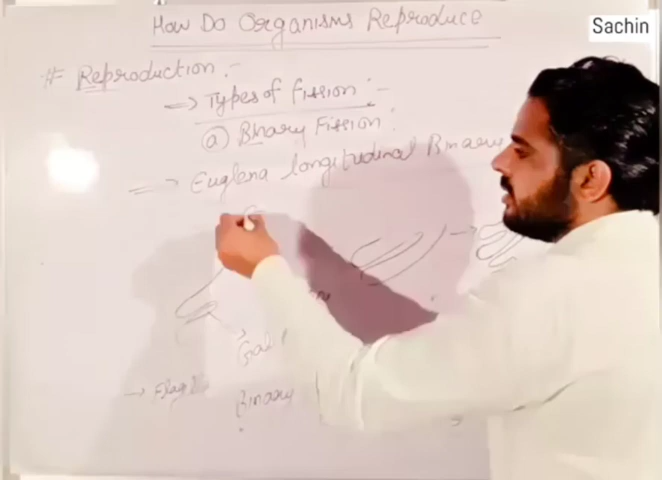 How Do Organisms Reproduce
Sachin
# Reproduction :-
=> Types of Fission :-
(a) Binary Fission :
=> Euglena longitudinal Binary
Binary